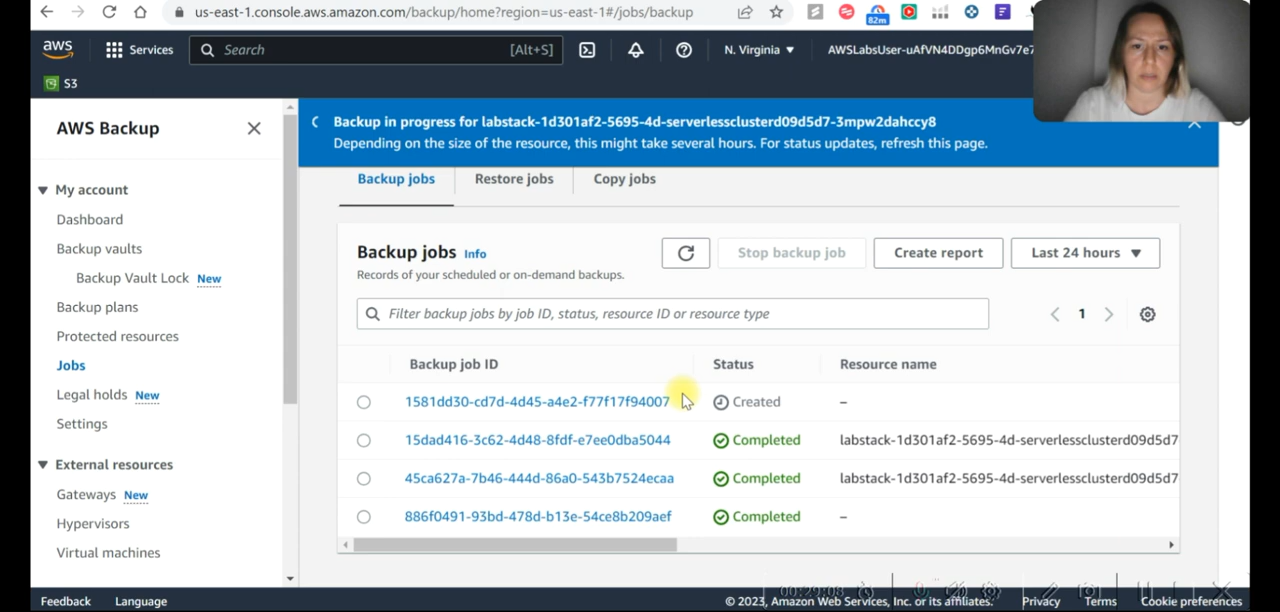 us-east-1.console.aws.amazon.com/backup/home?region=us-east-1#/jobs/backup
82m
aws
Services
Search
[Alt+S]
N. Virginia
AWSLabsUser-uAfVN4DDgp6MnGv7e7
S3
AWS Backup
My account
Dashboard
Backup vaults
Backup Vault Lock New
Backup plans
Protected resources
Jobs
Legal holds New
Settings
External resources
Gateways New
Hypervisors
Virtual machines
Backup in progress for labstack-1d301af2-5695-4d-serverlessclusterd09d5d7-3mpw2dahccy8
Depending on the size of the resource, this might take several hours. For status updates, refresh this page.
Backup jobs
Restore jobs
Copy jobs
Backup jobs Info
Records of your scheduled or on-demand backups.
Stop backup job
Create report
Last 24 hours
Filter backup jobs by job ID, status, resource ID or resource type
1
Backup job ID Status Resource name
1581dd30-cd7d-4d45-a4e2-f77f17f94007 Created –
15dad416-3c62-4d48-8fdf-e7ee0dba5044 Completed labstack-1d301af2-5695-4d-serverlessclusterd09d5d7
45ca627a-7b46-444d-86a0-543b7524ecaa Completed labstack-1d301af2-5695-4d-serverlessclusterd09d5d7
886f0491-93bd-478d-b13e-54ce8b209aef Completed –
00:29:08
Feedback
Language
© 2023, Amazon Web Services, Inc. or its affiliates.
Privacy
Terms
Cookie preferences